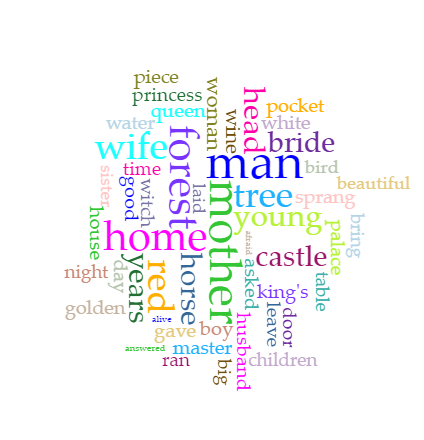 piece
princess
queen
woman
head
pocket
water
wine
white
wife
forest
bride
man
bird
time
sister
good
witch
laid
mother
tree
beautiful
sprang
young
house
home
afraid
palace
bring
castle
night
day
years
red
horse
asked
king's
table
golden
alive
gave
boy
husband
leave
door
answered
master
ran
big
children